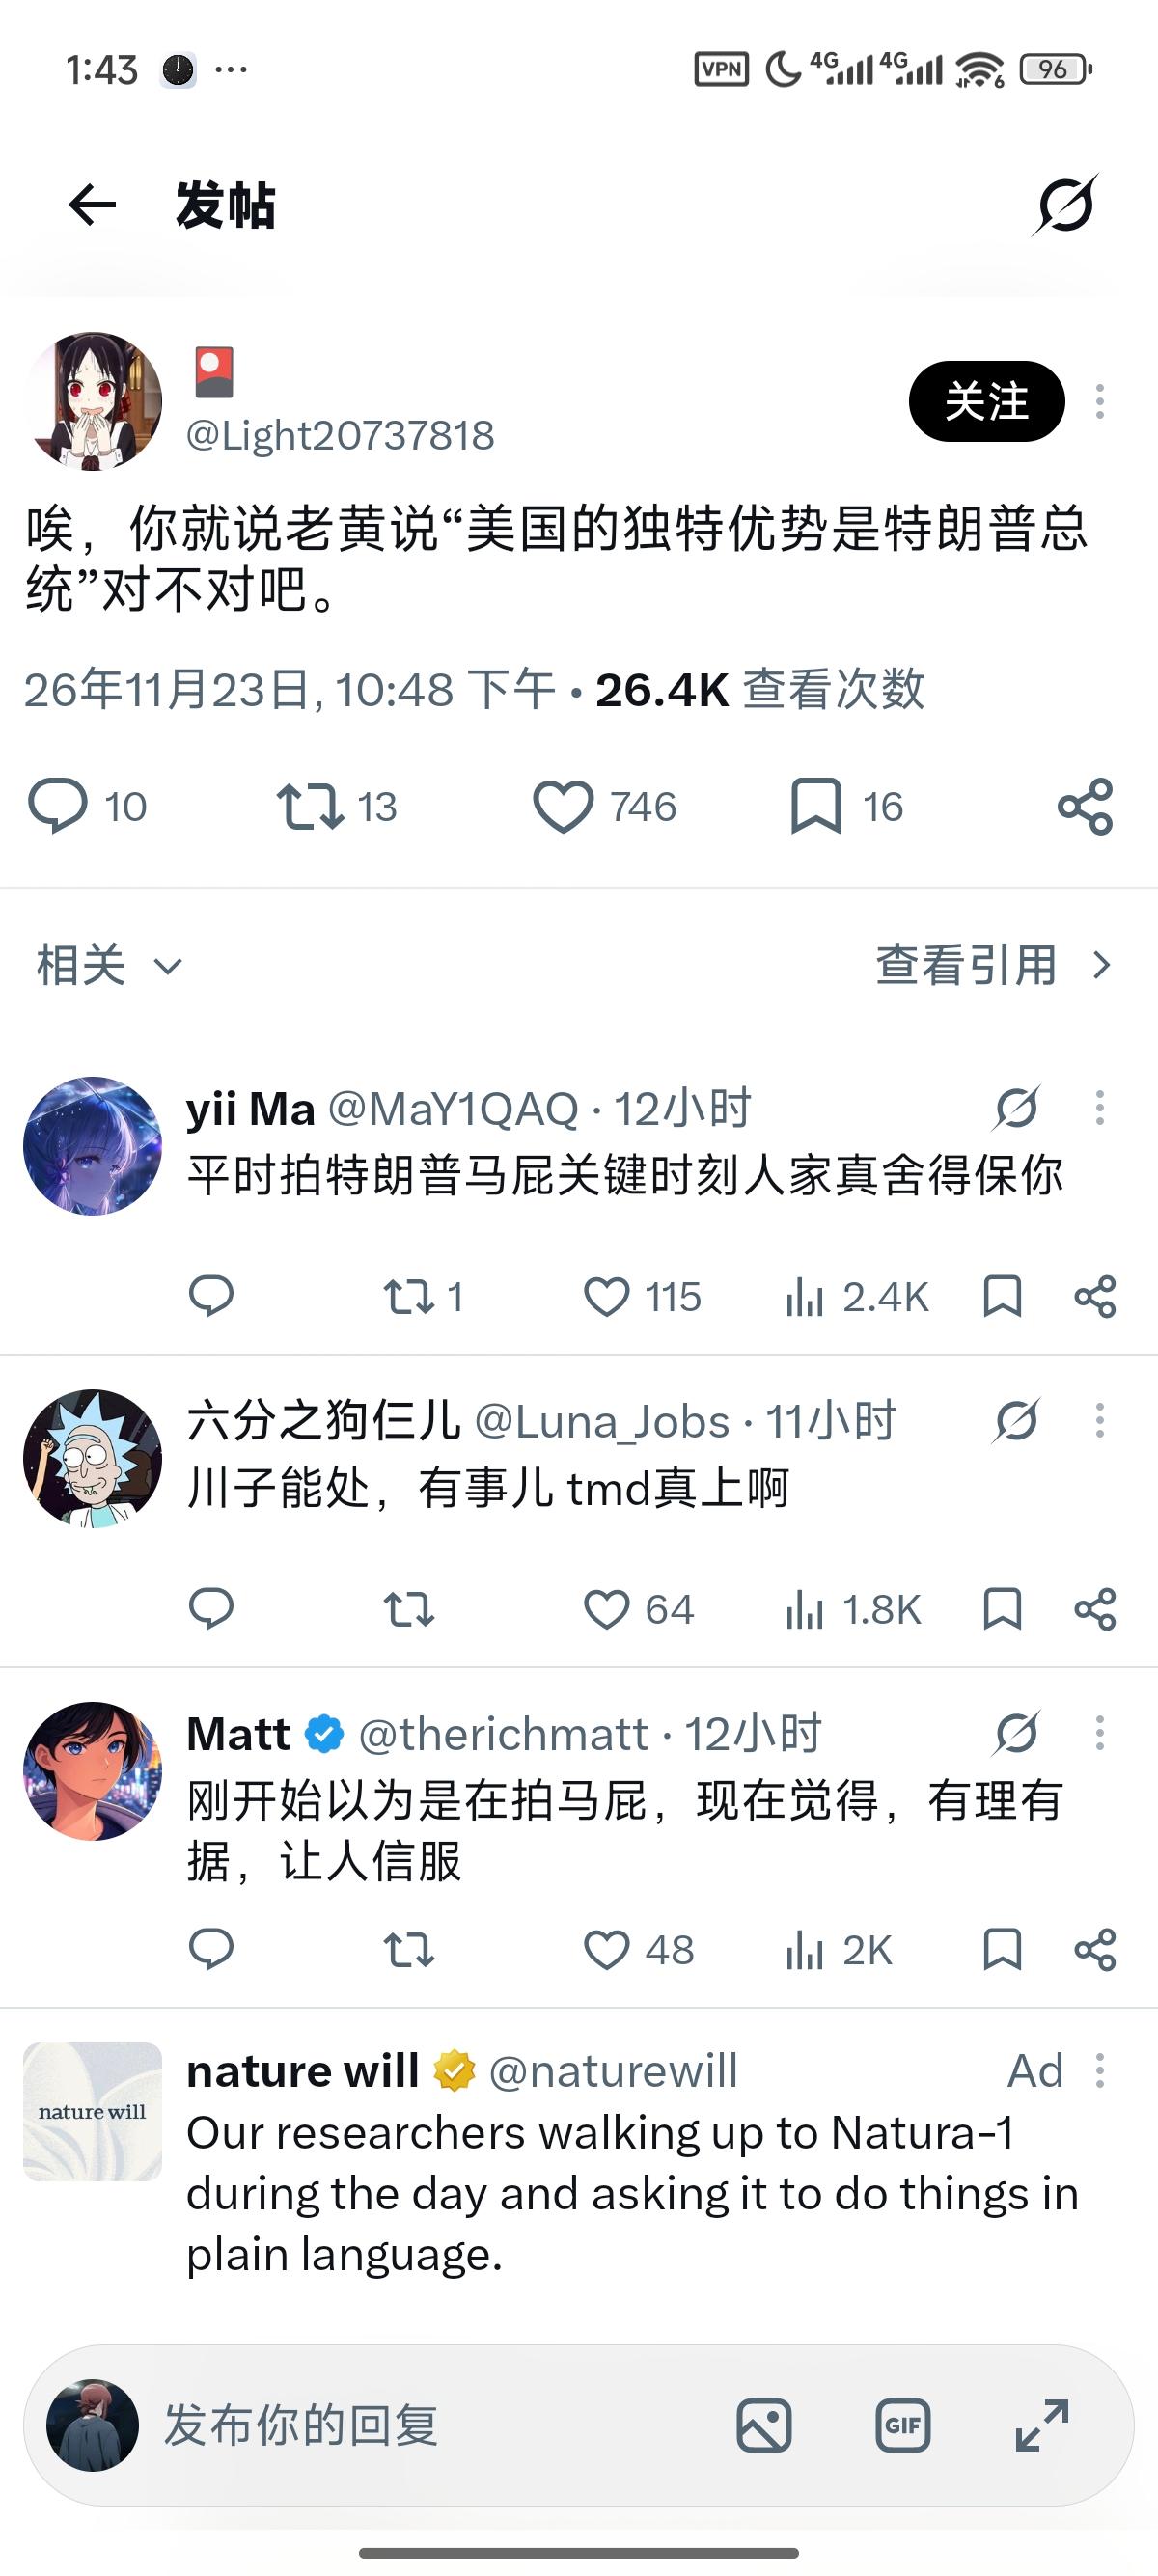 1:43 ··· VPN 4G 4G 6 96
发帖
@Light20737818
关注
唉，你就说老黄说“美国的独特优势是特朗普总
统”对不对吧。
26年11月23日, 10:48 下午 • 26.4K 查看次数
10 13 746 16
相关 查看引用
yii Ma @MaY1QAQ · 12小时
平时拍特朗普马屁关键时刻人家真舍得保你
1 115 2.4K
六分之狗仨儿 @Luna_Jobs · 11小时
川子能处，有事儿 tmd真上啊
64 1.8K
Matt @therichmatt · 12小时
刚开始以为是在拍马屁，现在觉得，有理有
据，让人信服
48 2K
nature will
nature will @naturewill Ad
Our researchers walking up to Natura-1
during the day and asking it to do things in
plain language.
发布你的回复
GIF